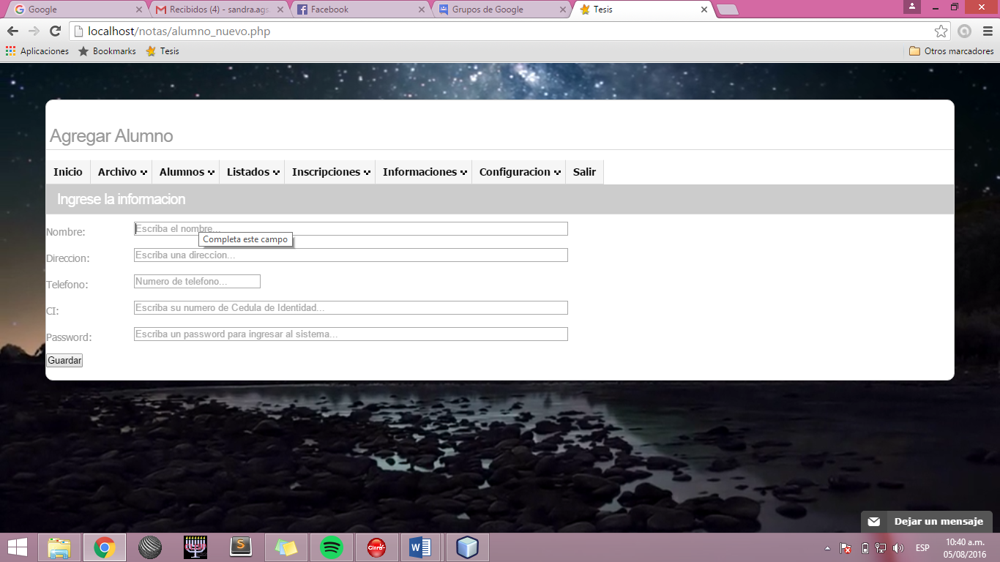 Google
Recibidos (4) - sandra.ags
Facebook
Grupos de Google
Tesis
localhost/notas/alumno_nuevo.php
Aplicaciones
Bookmarks
Tesis
Otros marcadores
Agregar Alumno
Inicio
Archivo
Alumnos
Listados
Inscripciones
Informaciones
Configuracion
Salir
Ingrese la informacion
Nombre:
Escriba el nombre...
Completa este campo
Direccion:
Escriba una direccion...
Telefono:
Numero de telefono...
CI:
Escriba su numero de Cedula de Identidad...
Password:
Escriba un password para ingresar al sistema...
Guardar
Dejar un mensaje
Claro
ESP
10:40 a.m.
05/08/2016